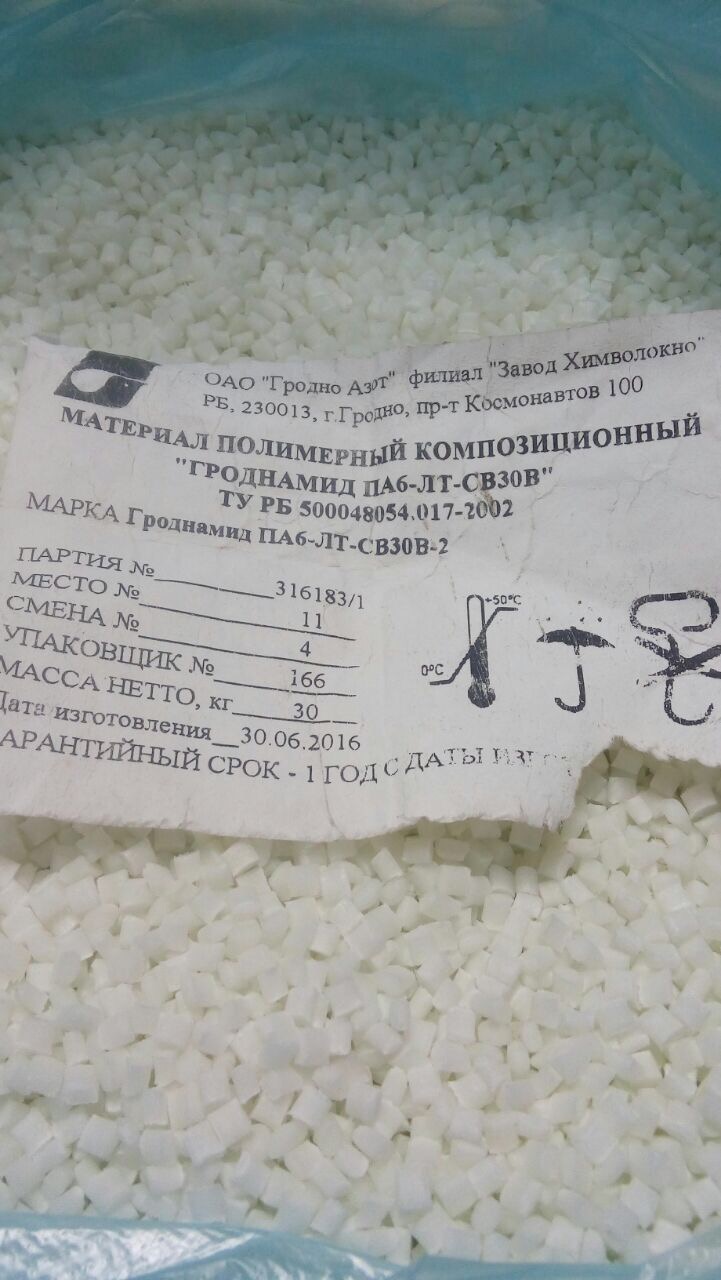 ОАО "Гродно Азот" филиал "Завод Химволокно"
РБ, 230013, г.Гродно, пр-т Космонавтов 100
МАТЕРИАЛ ПОЛИМЕРНЫЙ КОМПОЗИЦИОННЫЙ
"ГРОДНАМИД ПА6-ЛТ-СВ30В"
ТУ РБ 500048054.017-2002
МАРКА Гроднамид ПА6-ЛТ-СВ30В-2
ПАРТИЯ № 316183/1
МЕСТО № 11
СМЕНА № 4
УПАКОВЩИК № 166
МАССА НЕТТО, кг 30
Дата изготовления 30.06.2016
АРАНТИЙНЫЙ СРОК - 1 ГОД С ДАТЫ
+50°C
0°C